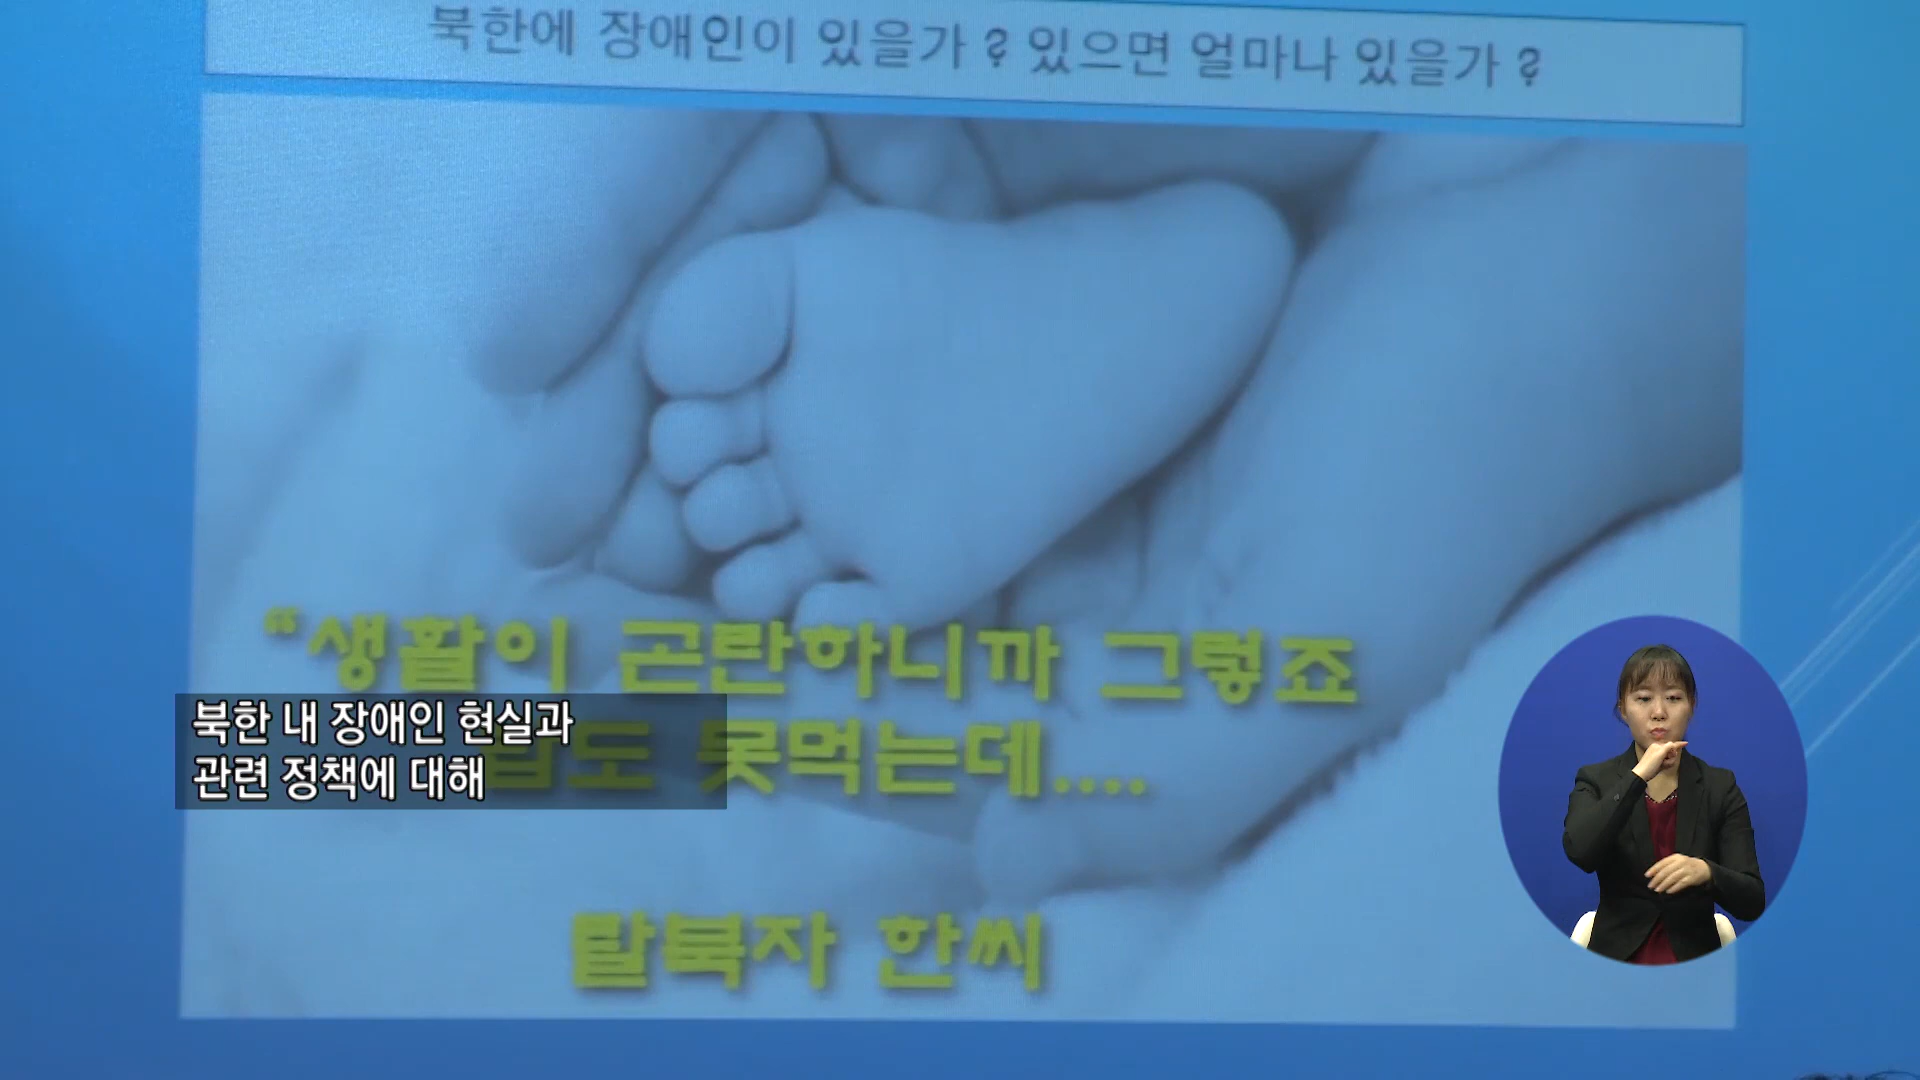 북한에 장애인이 있을가 ? 있으면 얼마나 있을가 ?
“생활이 곤란하니까 그렇죠
밥도 못먹는데....
북한 내 장애인 현실과
관련 정책에 대해
탈북자 한씨